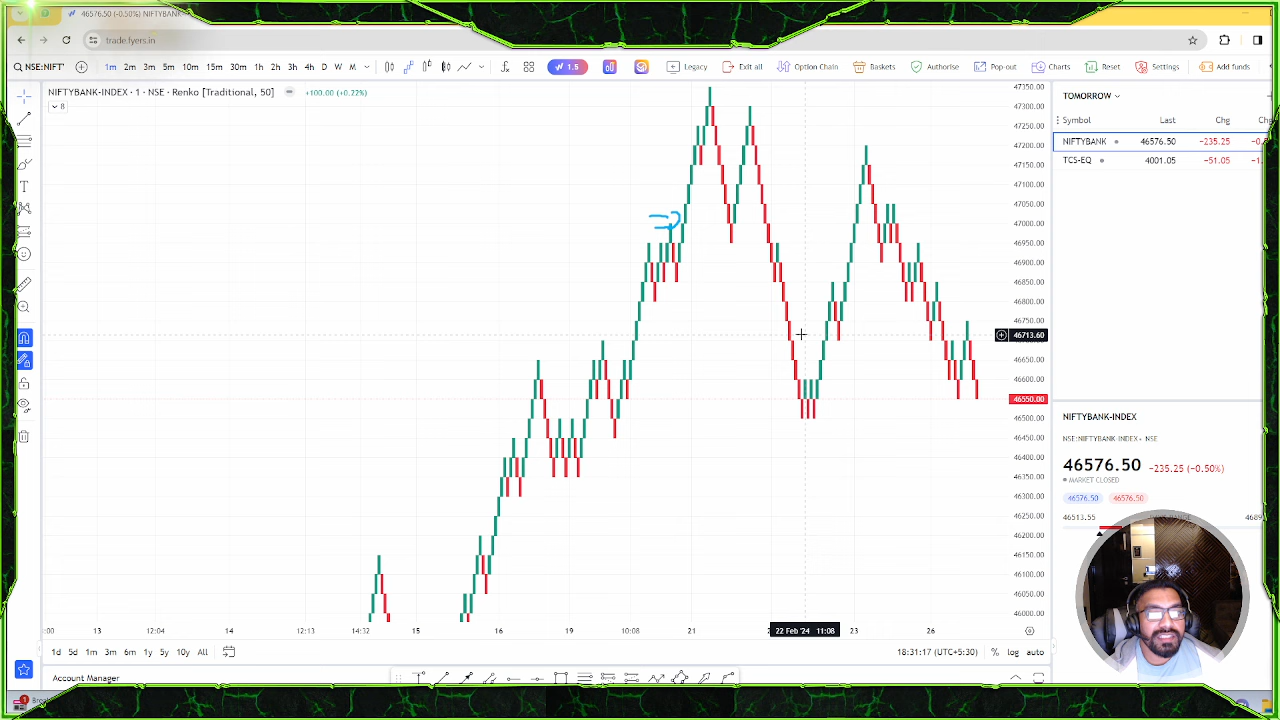 46576.50 (-0.50%) NIFTYBANK-IND
trade.fyers.in
NSE:NIFT' 1m 2m 3m 5m 10m 15m 30m 1h 2h 3h 4h D W M 1.5 Legacy Exit all Option Chain Baskets Authorise Pop out Charts Reset Settings Add funds
NIFTYBANK-INDEX · 1 · NSE · Renko [Traditional, 50] +100.00 (+0.22%)
8
47350.00
47300.00
47250.00
47200.00
47150.00
47100.00
47050.00
47000.00
46950.00
46900.00
46850.00
46800.00
46750.00
46713.60
46650.00
46600.00
46550.00
46500.00
46450.00
46400.00
46350.00
46300.00
46250.00
46200.00
46150.00
46100.00
46050.00
46000.00
:00 13 12:04 14 12:13 14:32 15 16 19 10:08 21 22 Feb '24 11:08 23 26
1d 5d 1m 3m 6m 1y 5y 10y All 18:31:17 (UTC+5:30) % log auto
Account Manager
TOMORROW
Symbol Last Chg Chg
NIFTYBANK 46576.50 −235.25
TCS-EQ 4001.05 −51.05
NIFTYBANK-INDEX
NSE:NIFTYBANK-INDEX · NSE
46576.50 −235.25 (−0.50%)
MARKET CLOSED
46576.50 46576.50
46513.55
1